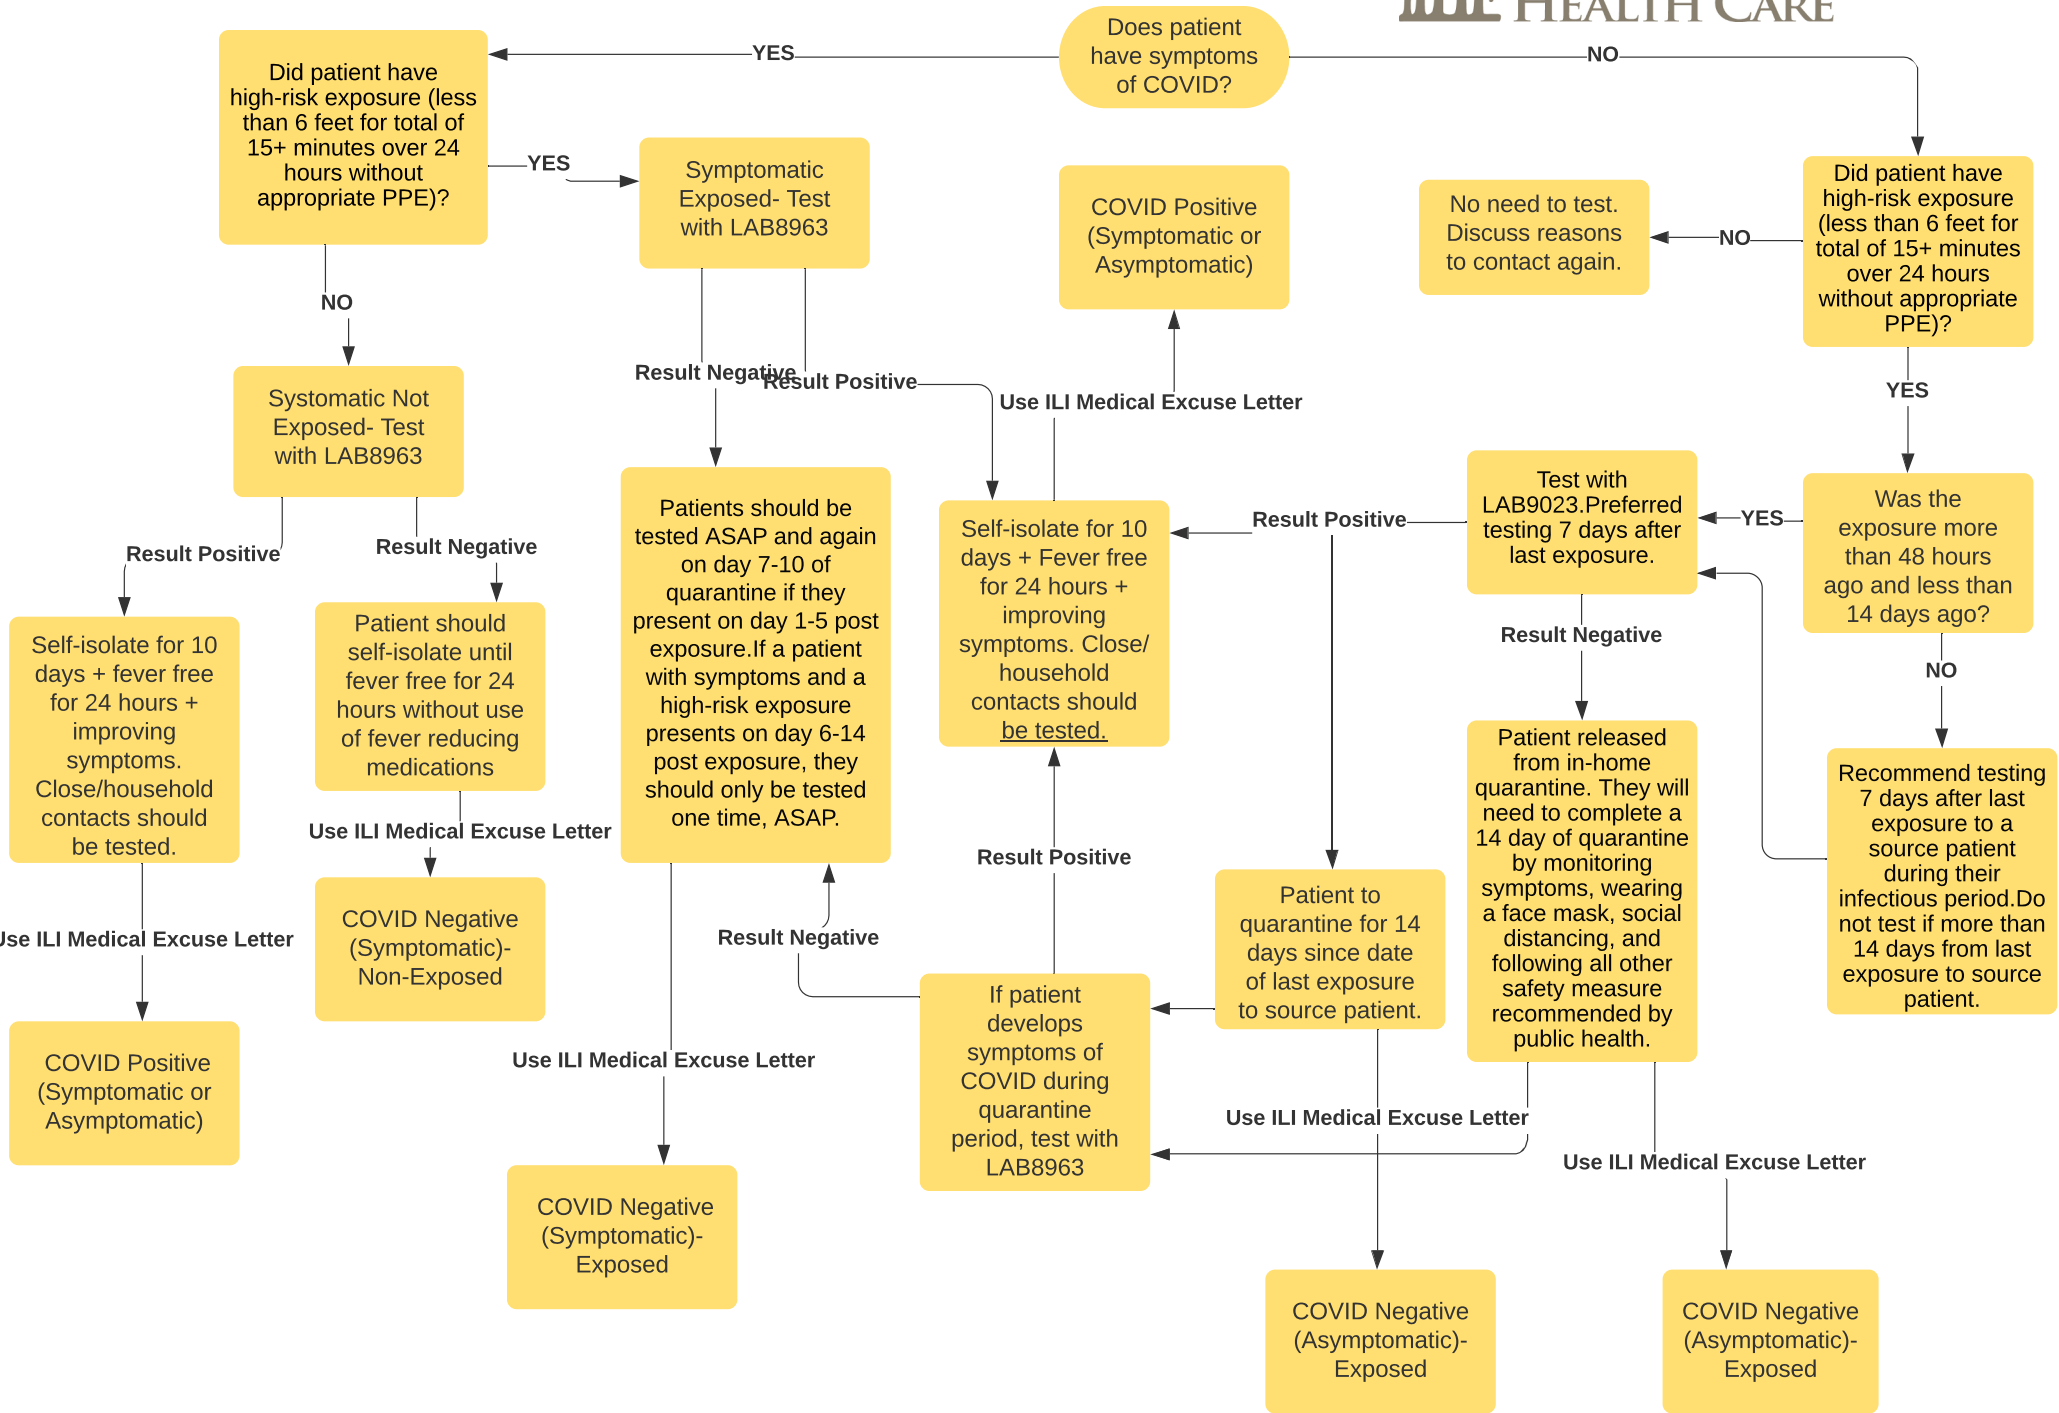 HEALTH CARE
Does patient
have symptoms
of COVID?
YES
NO
Did patient have
high-risk exposure (less
than 6 feet for total of
15+ minutes over 24
hours without
appropriate PPE)?
YES
NO
Symptomatic
Exposed- Test
with LAB8963
COVID Positive
(Symptomatic or
Asymptomatic)
No need to test.
Discuss reasons
to contact again.
NO
Did patient have
high-risk exposure
(less than 6 feet for
total of 15+ minutes
over 24 hours
without appropriate
PPE)?
YES
Result Negative
Result Positive
Use ILI Medical Excuse Letter
Systomatic Not
Exposed- Test
with LAB8963
Result Positive
Result Negative
Patients should be
tested ASAP and again
on day 7-10 of
quarantine if they
present on day 1-5 post
exposure.If a patient
with symptoms and a
high-risk exposure
presents on day 6-14
post exposure, they
should only be tested
one time, ASAP.
Self-isolate for 10
days + Fever free
for 24 hours +
improving
symptoms. Close/
household
contacts should
be tested.
Result Positive
Test with
LAB9023.Preferred
testing 7 days after
last exposure.
YES
Was the
exposure more
than 48 hours
ago and less than
14 days ago?
Result Negative
NO
Self-isolate for 10
days + fever free
for 24 hours +
improving
symptoms.
Close/household
contacts should
be tested.
Patient should
self-isolate until
fever free for 24
hours without use
of fever reducing
medications
Use ILI Medical Excuse Letter
Patient released
from in-home
quarantine. They will
need to complete a
14 day of quarantine
by monitoring
symptoms, wearing
a face mask, social
distancing, and
following all other
safety measure
recommended by
public health.
Recommend testing
7 days after last
exposure to a
source patient
during their
infectious period.Do
not test if more than
14 days from last
exposure to source
patient.
Result Positive
Result Negative
Patient to
quarantine for 14
days since date
of last exposure
to source patient.
Use ILI Medical Excuse Letter
COVID Negative
(Symptomatic)-
Non-Exposed
If patient
develops
symptoms of
COVID during
quarantine
period, test with
LAB8963
COVID Positive
(Symptomatic or
Asymptomatic)
Use ILI Medical Excuse Letter
Use ILI Medical Excuse Letter
Use ILI Medical Excuse Letter
COVID Negative
(Symptomatic)-
Exposed
COVID Negative
(Asymptomatic)-
Exposed
COVID Negative
(Asymptomatic)-
Exposed